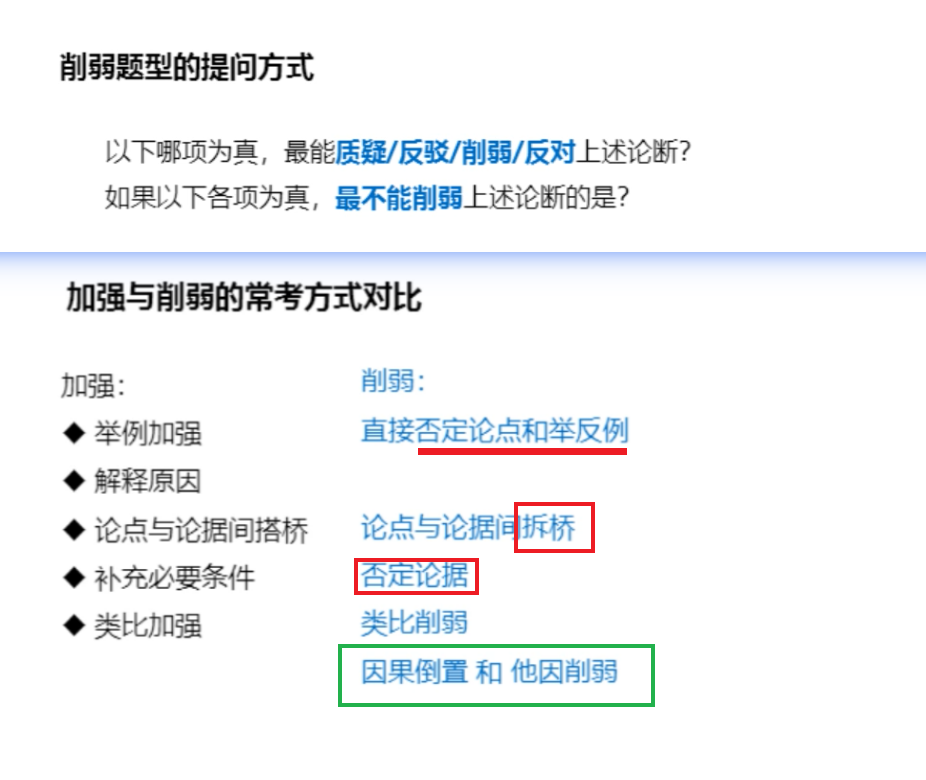 削弱题型的提问方式
以下哪项为真，最能质疑/反驳/削弱/反对上述论断？
如果以下各项为真，最不能削弱上述论断的是？
加强与削弱的常考方式对比
加强：
◆ 举例加强
◆ 解释原因
◆ 论点与论据间搭桥
◆ 补充必要条件
◆ 类比加强
削弱：
直接否定论点和举反例
论点与论据间拆桥
否定论据
类比削弱
因果倒置 和 他因削弱